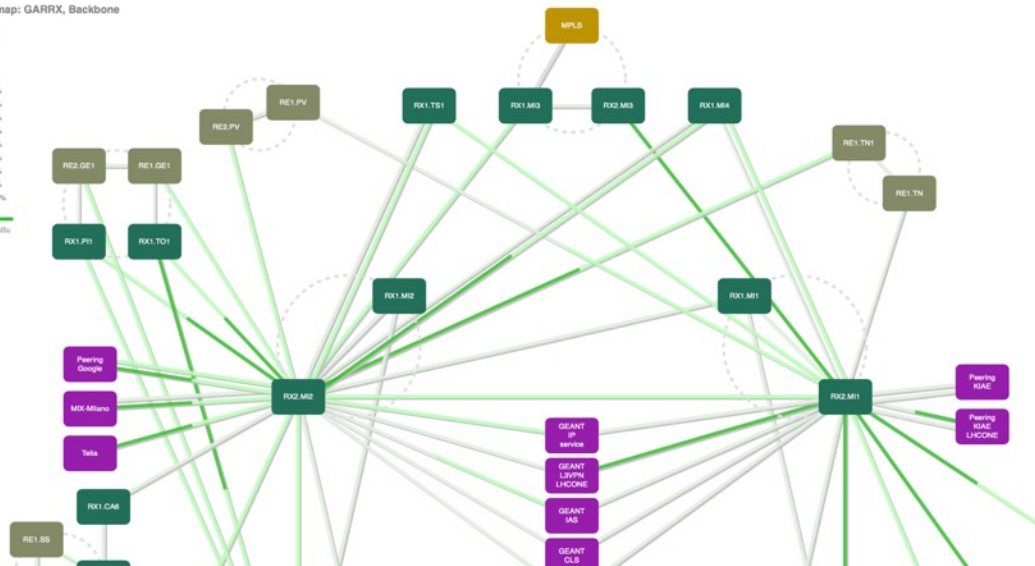 map: GARRX, Backbone
MPLS
RE1.PV
RX1.TS1
RX1.MI3
RX2.MI3
RX1.MI4
RE2.PV
RE1.TN1
RE2.GE1
RE1.GE1
RE1.TN
RX1.PI1
RX1.TO1
RX1.MI2
RX1.MI1
Peering
Google
RX2.MI2
RX2.MI1
Peering
KIAE
MIX-Milano
Peering
KIAE
LHCONE
GEANT
IP
service
Telia
GEANT
L3VPN
LHCONE
RX1.CA6
GEANT
IAS
RE1.SS
GEANT
CLS